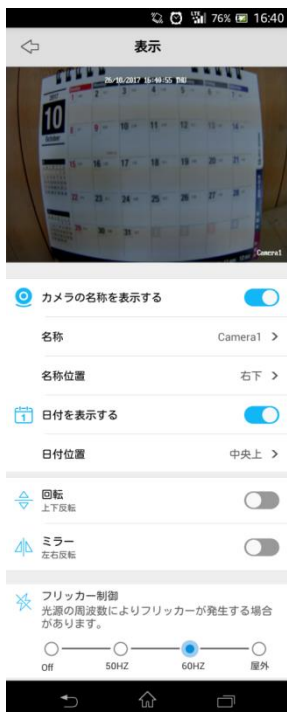 LTE 76% 16:40
表示
26/10/2017 16:40:55 THU
2017
10
October
Camera1
カメラの名称を表示する
名称 Camera1 >
名称位置 右下 >
日付を表示する
日付位置 中央上 >
回転
上下反転
ミラー
左右反転
フリッカー制御
光源の周波数によりフリッカーが発生する場合
があります。
Off 50HZ 60HZ 屋外